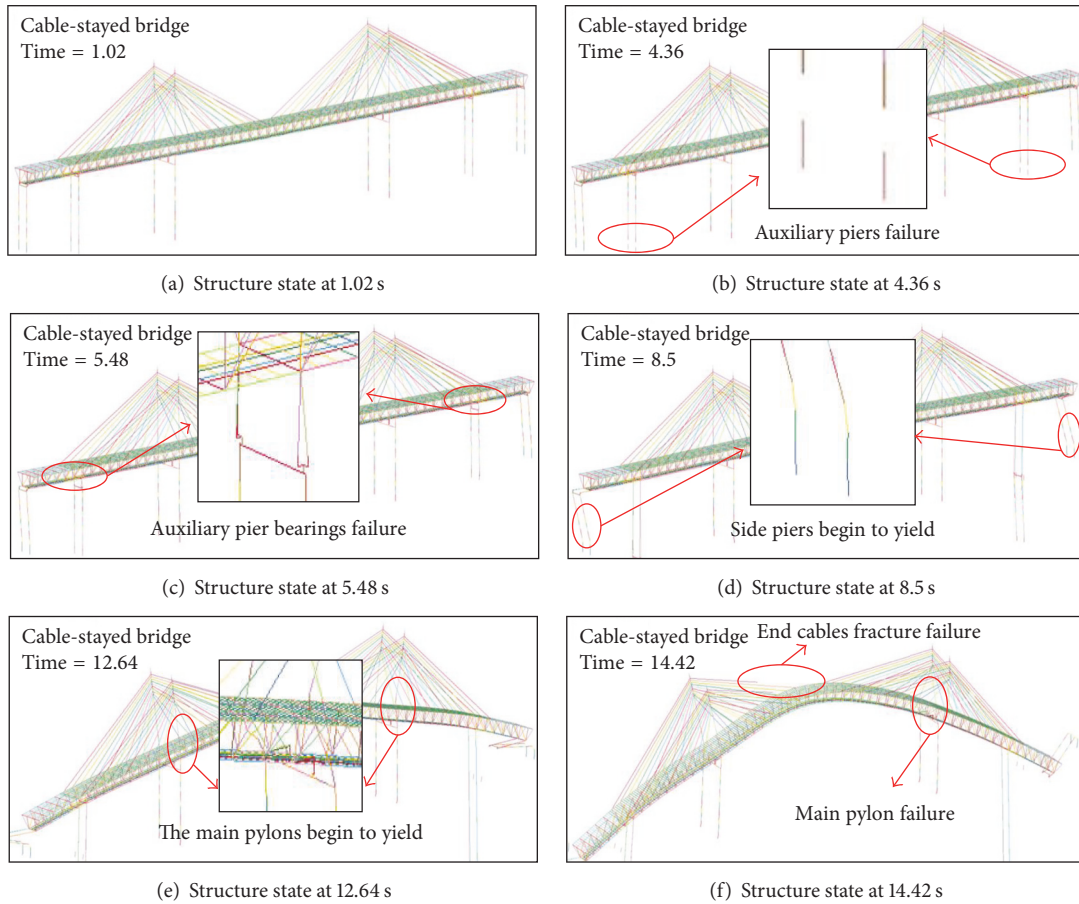 Cable-stayed bridge
Time = 1.02
(a) Structure state at 1.02 s
Cable-stayed bridge
Time = 4.36
Auxiliary piers failure
(b) Structure state at 4.36 s
Cable-stayed bridge
Time = 5.48
Auxiliary pier bearings failure
(c) Structure state at 5.48 s
Cable-stayed bridge
Time = 8.5
Side piers begin to yield
(d) Structure state at 8.5 s
Cable-stayed bridge
Time = 12.64
The main pylons begin to yield
(e) Structure state at 12.64 s
Cable-stayed bridge
End cables fracture failure
Time = 14.42
Main pylon failure
(f) Structure state at 14.42 s